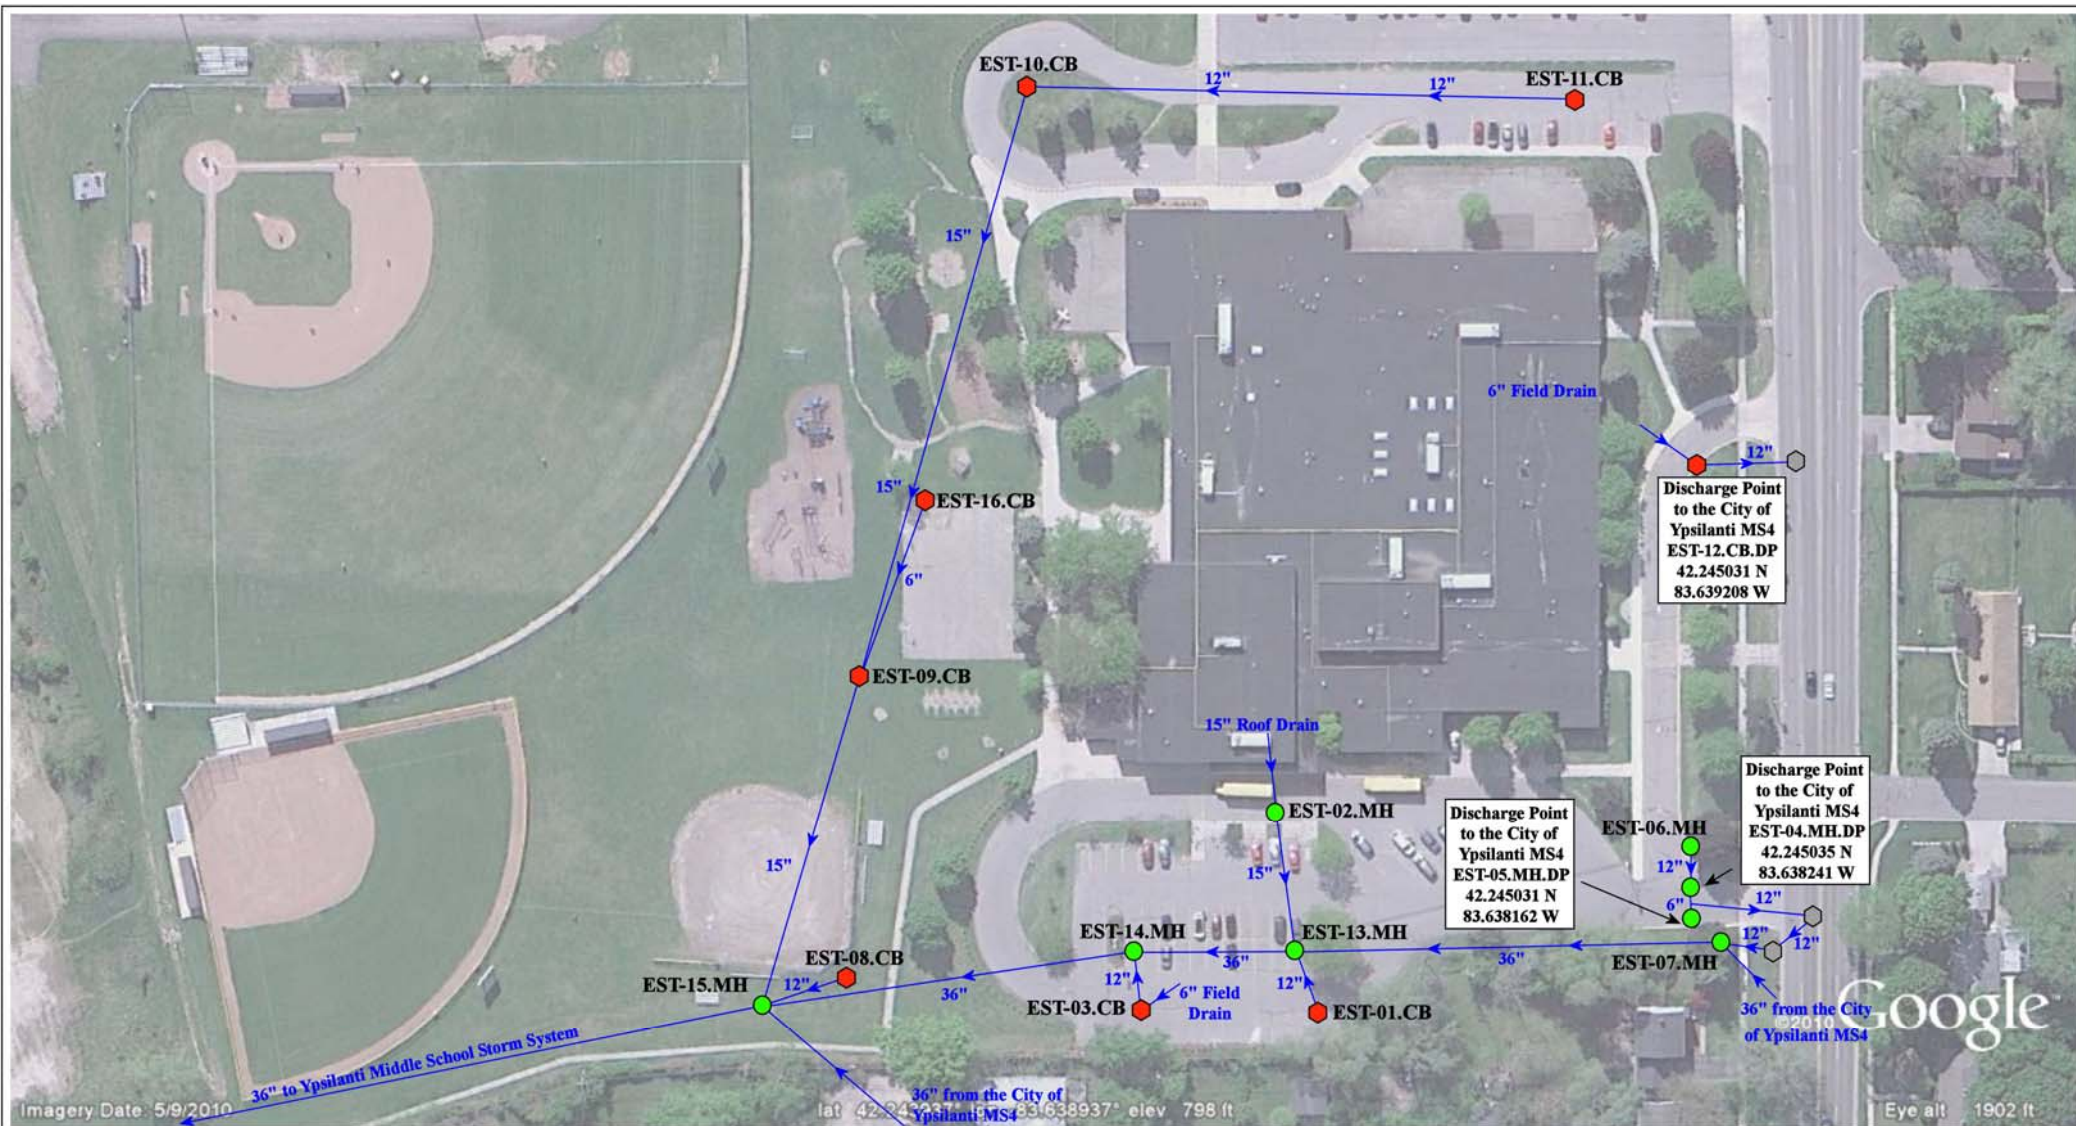 EST-10.CB
12"
12"
EST-11.CB
15"
6" Field Drain
12"
15"
EST-16.CB
Discharge Point
to the City of
Ypsilanti MS4
EST-12.CB.DP
42.245031 N
83.639208 W
6"
EST-09.CB
15" Roof Drain
EST-02.MH
Discharge Point
to the City of
Ypsilanti MS4
EST-05.MH.DP
42.245031 N
83.638162 W
EST-06.MH
Discharge Point
to the City of
Ypsilanti MS4
EST-04.MH.DP
42.245035 N
83.638241 W
15"
15"
12"
6"
12"
12"
12"
EST-14.MH
EST-13.MH
36"
36"
EST-07.MH
EST-08.CB
12"
EST-15.MH
36"
12"
EST-03.CB
6" Field
Drain
12"
EST-01.CB
36" from the City
of Ypsilanti MS4
©2010 Google
36" to Ypsilanti Middle School Storm System
36" from the City of
Ypsilanti MS4
Imagery Date: 5/9/2010
lat 83.638937° elev 798 ft
Eye alt 1902 ft